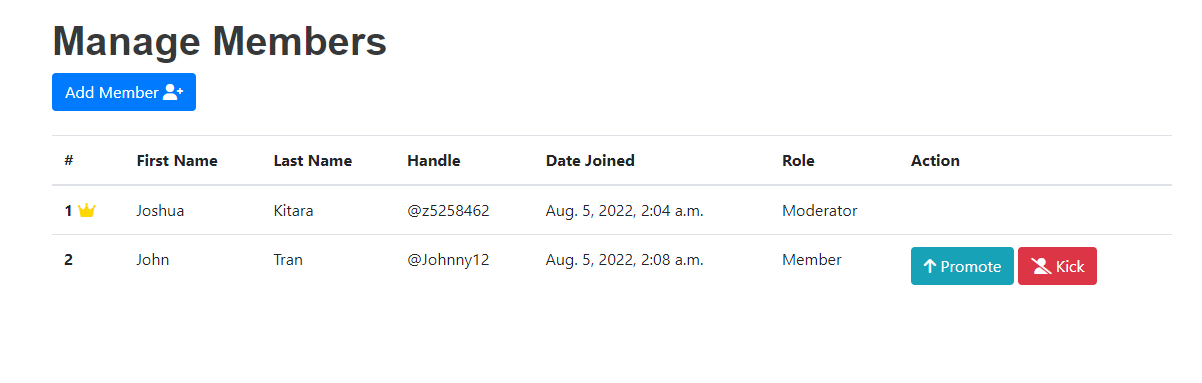 Manage Members
Add Member
# First Name Last Name Handle Date Joined Role Action
1 Joshua Kitara @z5258462 Aug. 5, 2022, 2:04 a.m. Moderator
2 John Tran @Johnny12 Aug. 5, 2022, 2:08 a.m. Member Promote Kick